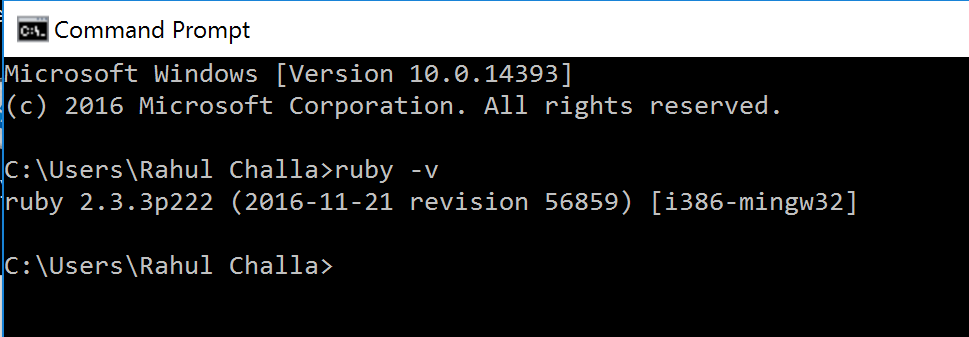 Command Prompt
Microsoft Windows [Version 10.0.14393]
(c) 2016 Microsoft Corporation. All rights reserved.
C:\Users\Rahul Challa>ruby -v
ruby 2.3.3p222 (2016-11-21 revision 56859) [i386-mingw32]
C:\Users\Rahul Challa>